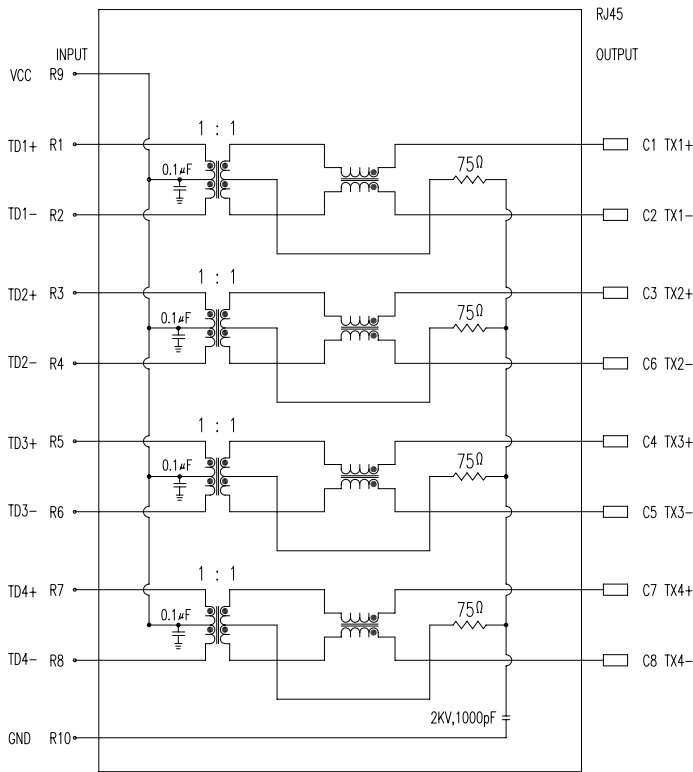 RJ45
INPUT
OUTPUT
VCC R9
1 : 1
TD1+ R1
C1 TX1+
0.1µF
75Ω
TD1- R2
C2 TX1-
1 : 1
TD2+ R3
C3 TX2+
0.1µF
75Ω
TD2- R4
C6 TX2-
1 : 1
TD3+ R5
C4 TX3+
0.1µF
75Ω
TD3- R6
C5 TX3-
1 : 1
TD4+ R7
C7 TX4+
0.1µF
75Ω
TD4- R8
C8 TX4-
2KV,1000pF
GND R10